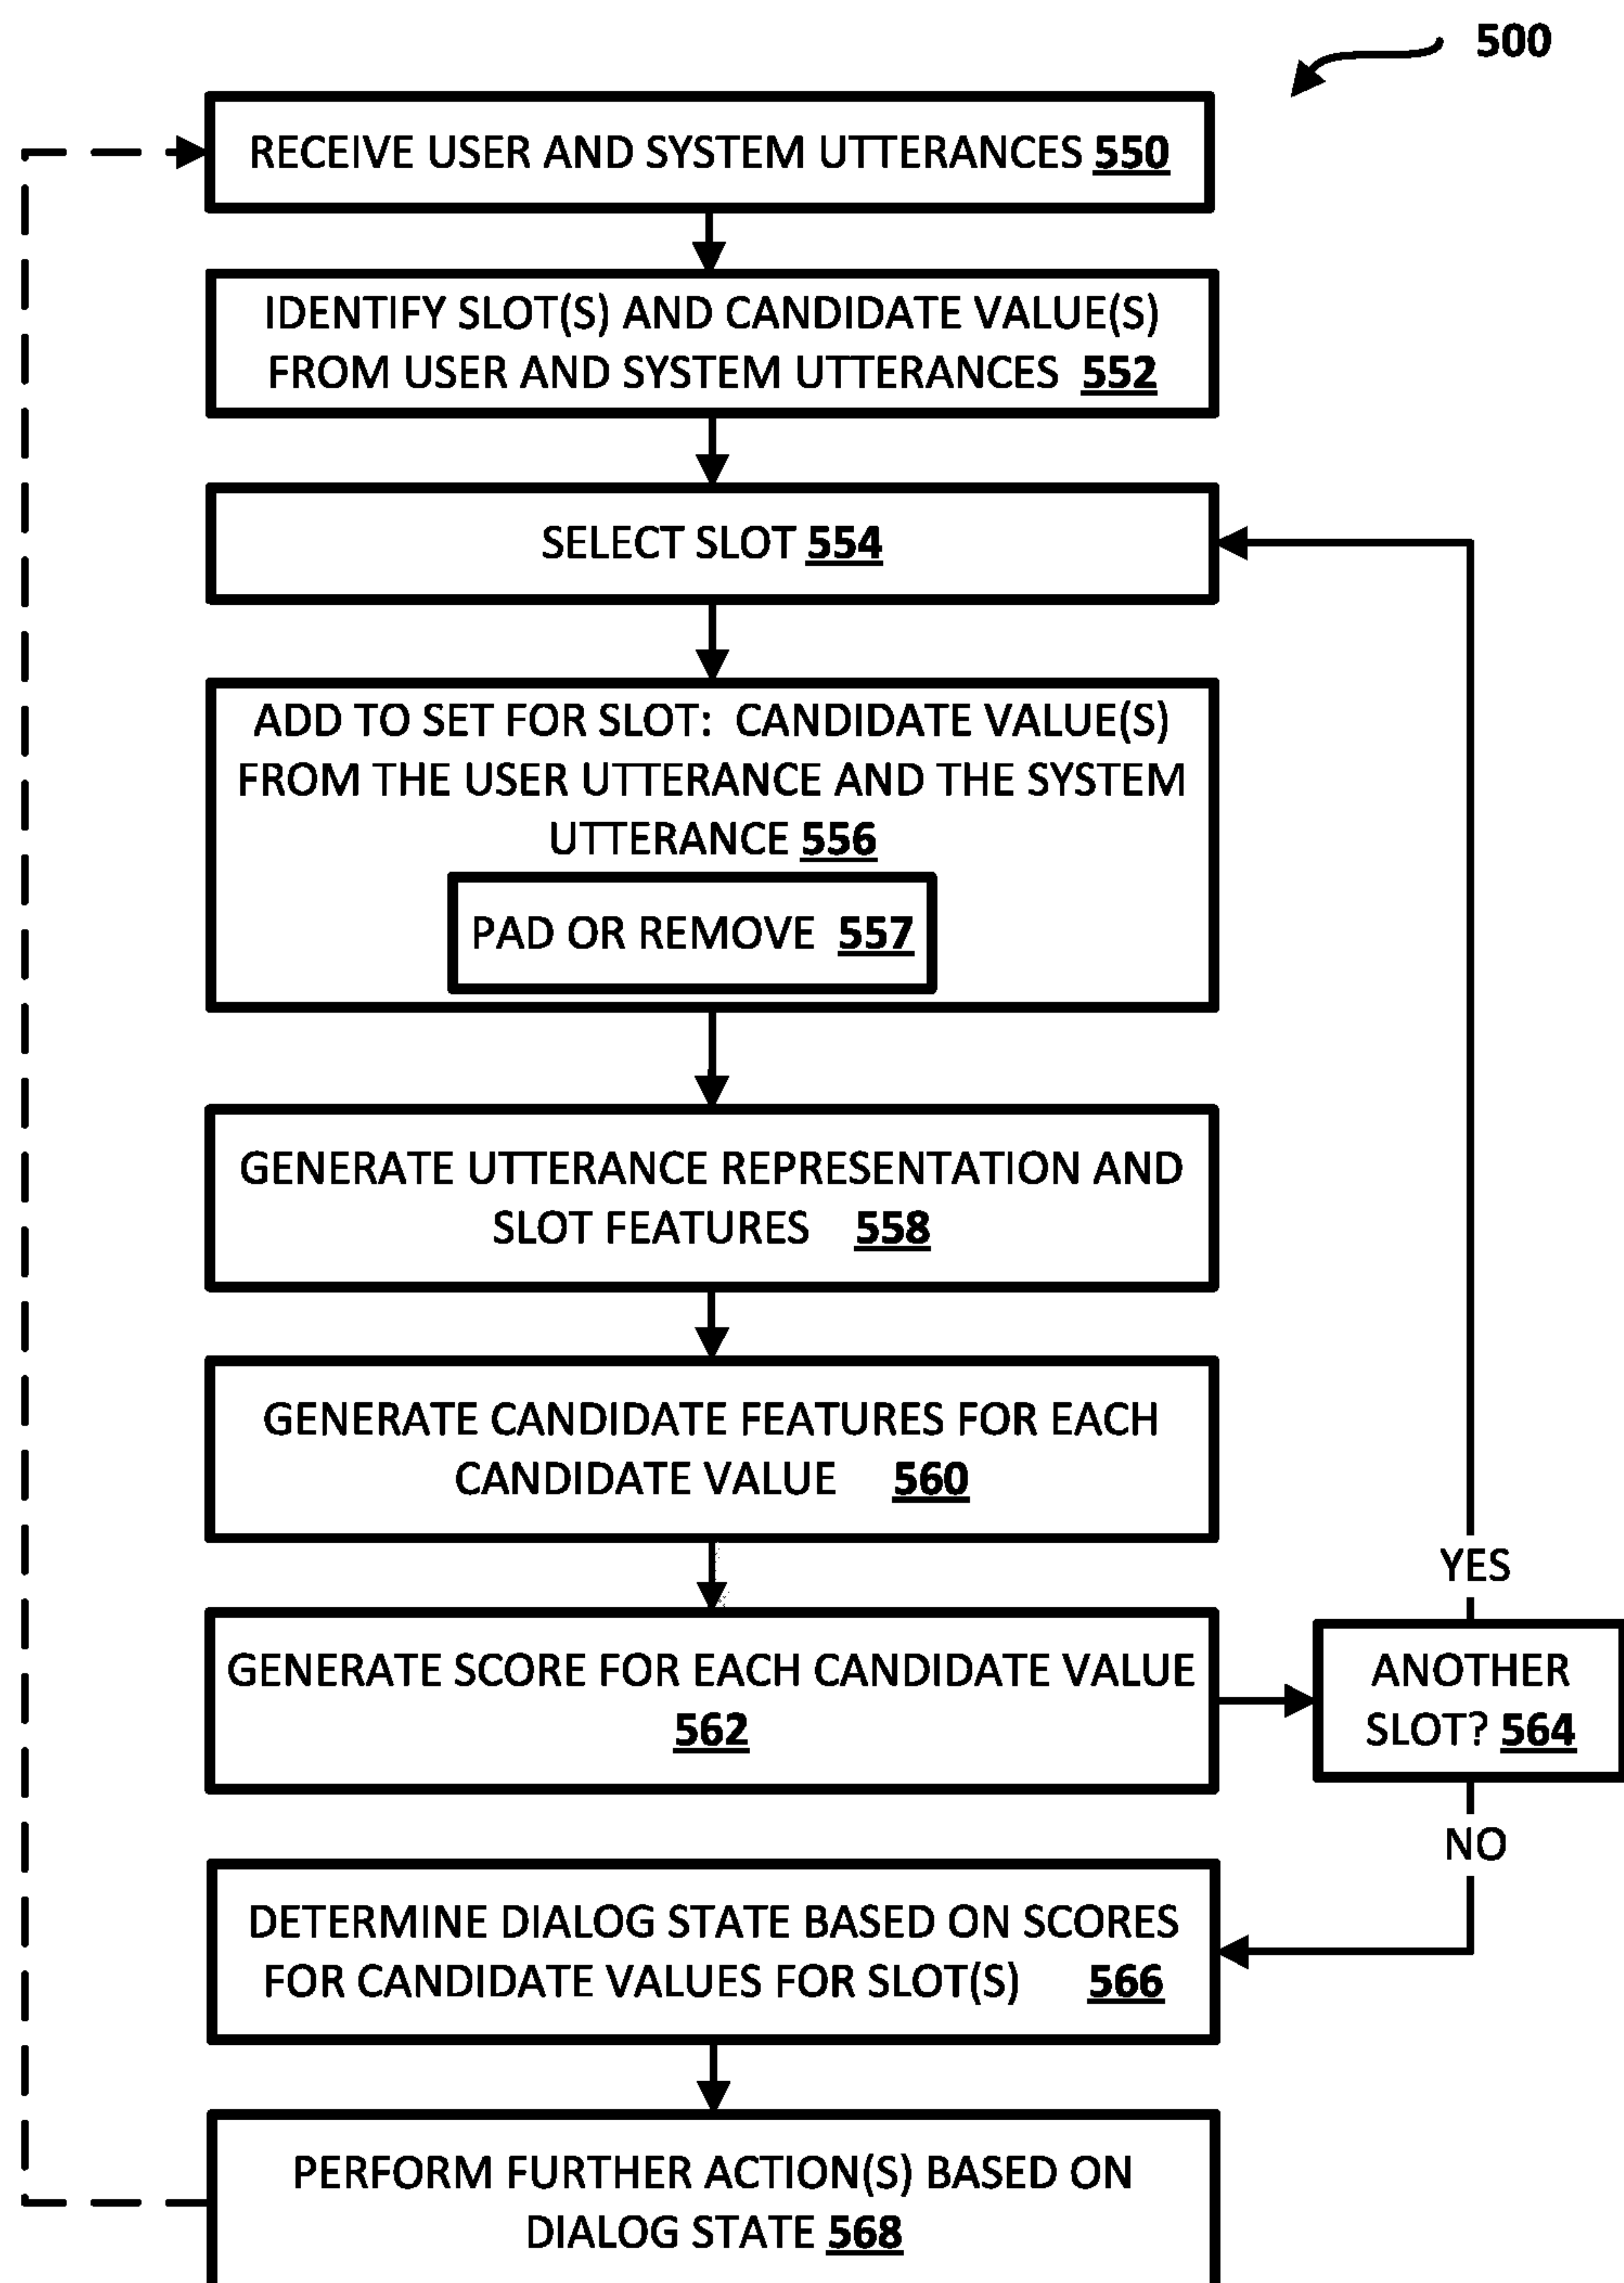 500
RECEIVE USER AND SYSTEM UTTERANCES 550
IDENTIFY SLOT(S) AND CANDIDATE VALUE(S)
FROM USER AND SYSTEM UTTERANCES 552
SELECT SLOT 554
ADD TO SET FOR SLOT: CANDIDATE VALUE(S)
FROM THE USER UTTERANCE AND THE SYSTEM
UTTERANCE 556
PAD OR REMOVE 557
GENERATE UTTERANCE REPRESENTATION AND
SLOT FEATURES 558
GENERATE CANDIDATE FEATURES FOR EACH
CANDIDATE VALUE 560
GENERATE SCORE FOR EACH CANDIDATE VALUE
562
YES
ANOTHER
SLOT? 564
NO
DETERMINE DIALOG STATE BASED ON SCORES
FOR CANDIDATE VALUES FOR SLOT(S) 566
PERFORM FURTHER ACTION(S) BASED ON
DIALOG STATE 568